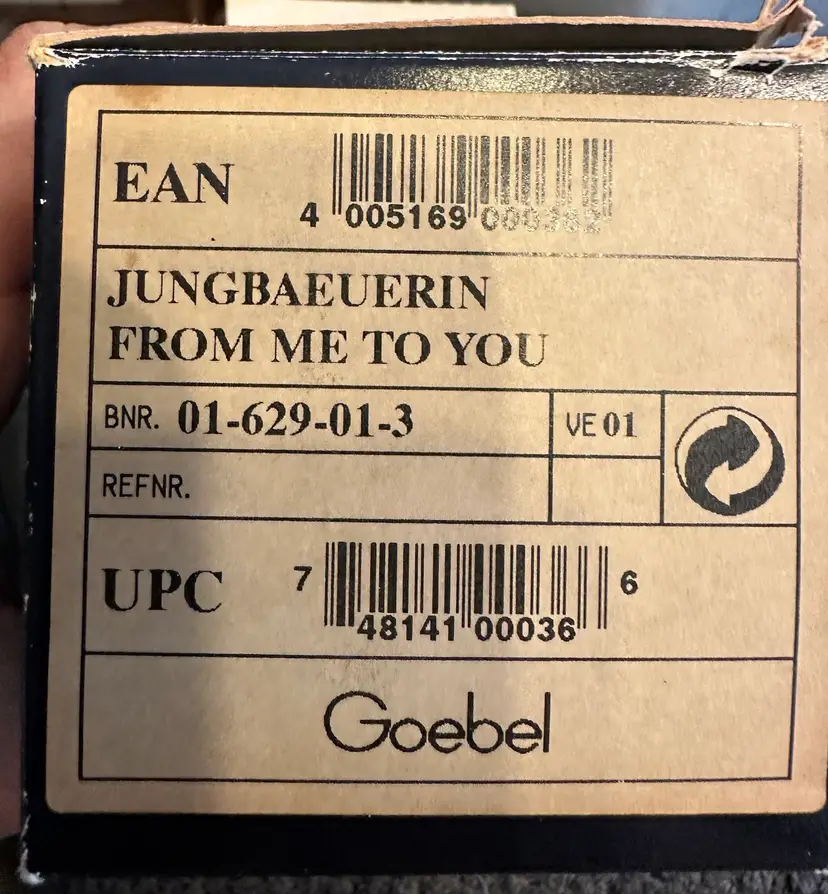 EAN
4 005169 000362
JUNGBAEUERIN
FROM ME TO YOU
BNR. 01-629-01-3
VE 01
REFNR.
UPC
7 48141 00036 6
Goebel